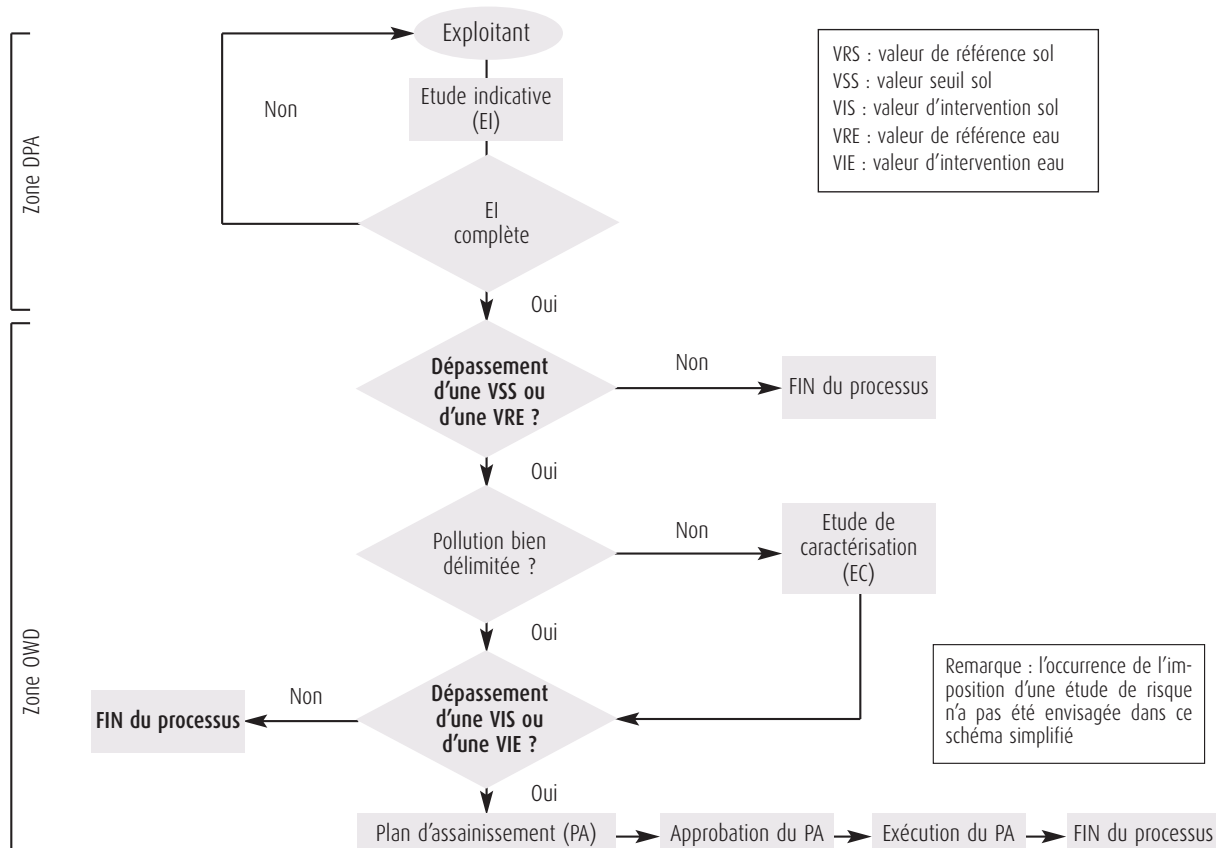 Zone DPA
Exploitant
Non
Etude indicative
(EI)
VRS : valeur de référence sol
VSS : valeur seuil sol
VIS : valeur d'intervention sol
VRE : valeur de référence eau
VIE : valeur d'intervention eau
EI
complète
Oui
Zone OWD
Dépassement
d'une VSS ou
d'une VRE ?
Non
FIN du processus
Oui
Pollution bien
délimitée ?
Non
Etude de
caractérisation
(EC)
Oui
Remarque : l'occurrence de l'im-
position d'une étude de risque
n'a pas été envisagée dans ce
schéma simplifié
Dépassement
d'une VIS ou
d'une VIE ?
Non
FIN du processus
Oui
Plan d'assainissement (PA)
Approbation du PA
Exécution du PA
FIN du processus